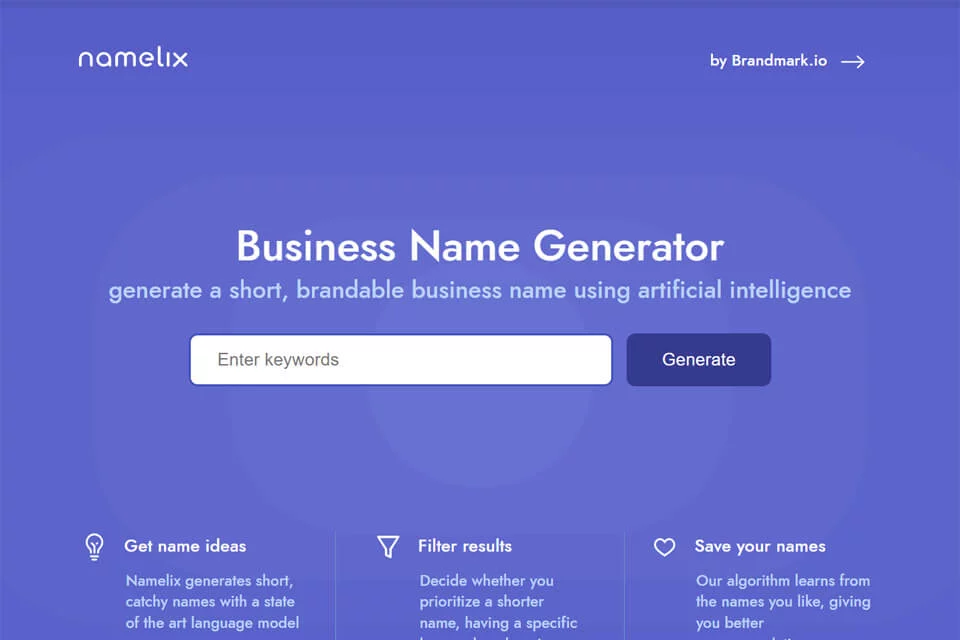 namelix
by Brandmark.io
Business Name Generator
generate a short, brandable business name using artificial intelligence
Enter keywords
Generate
Get name ideas
Namelix generates short,
catchy names with a state
of the art language model
Filter results
Decide whether you
prioritize a shorter
name, having a specific
Save your names
Our algorithm learns from
the names you like, giving
you better